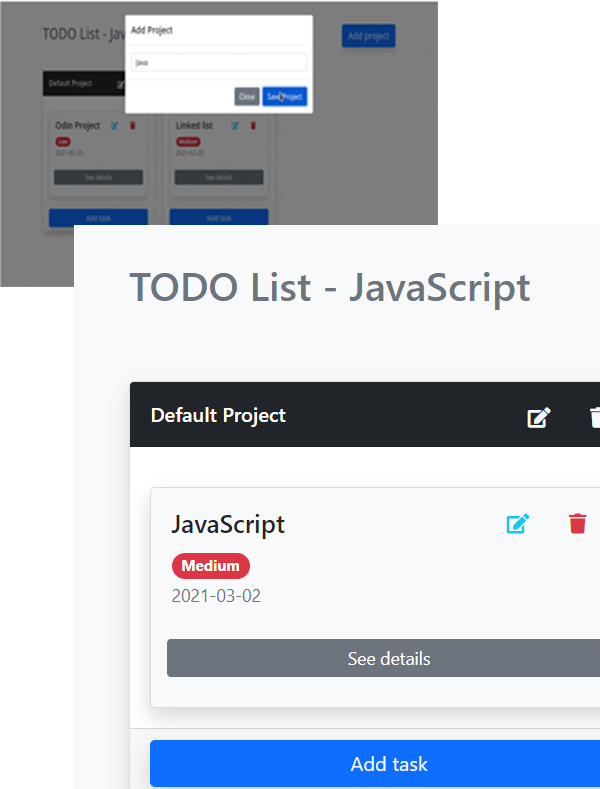 TODO List - Jav
Add Project
Add project
Java
Close
Save Project
Default Project
Odin Project
Low
2021-02-25
See details
Add task
Linked list
Medium
2021-02-25
See details
Add task
TODO List - JavaScript
Default Project
JavaScript
Medium
2021-03-02
See details
Add task